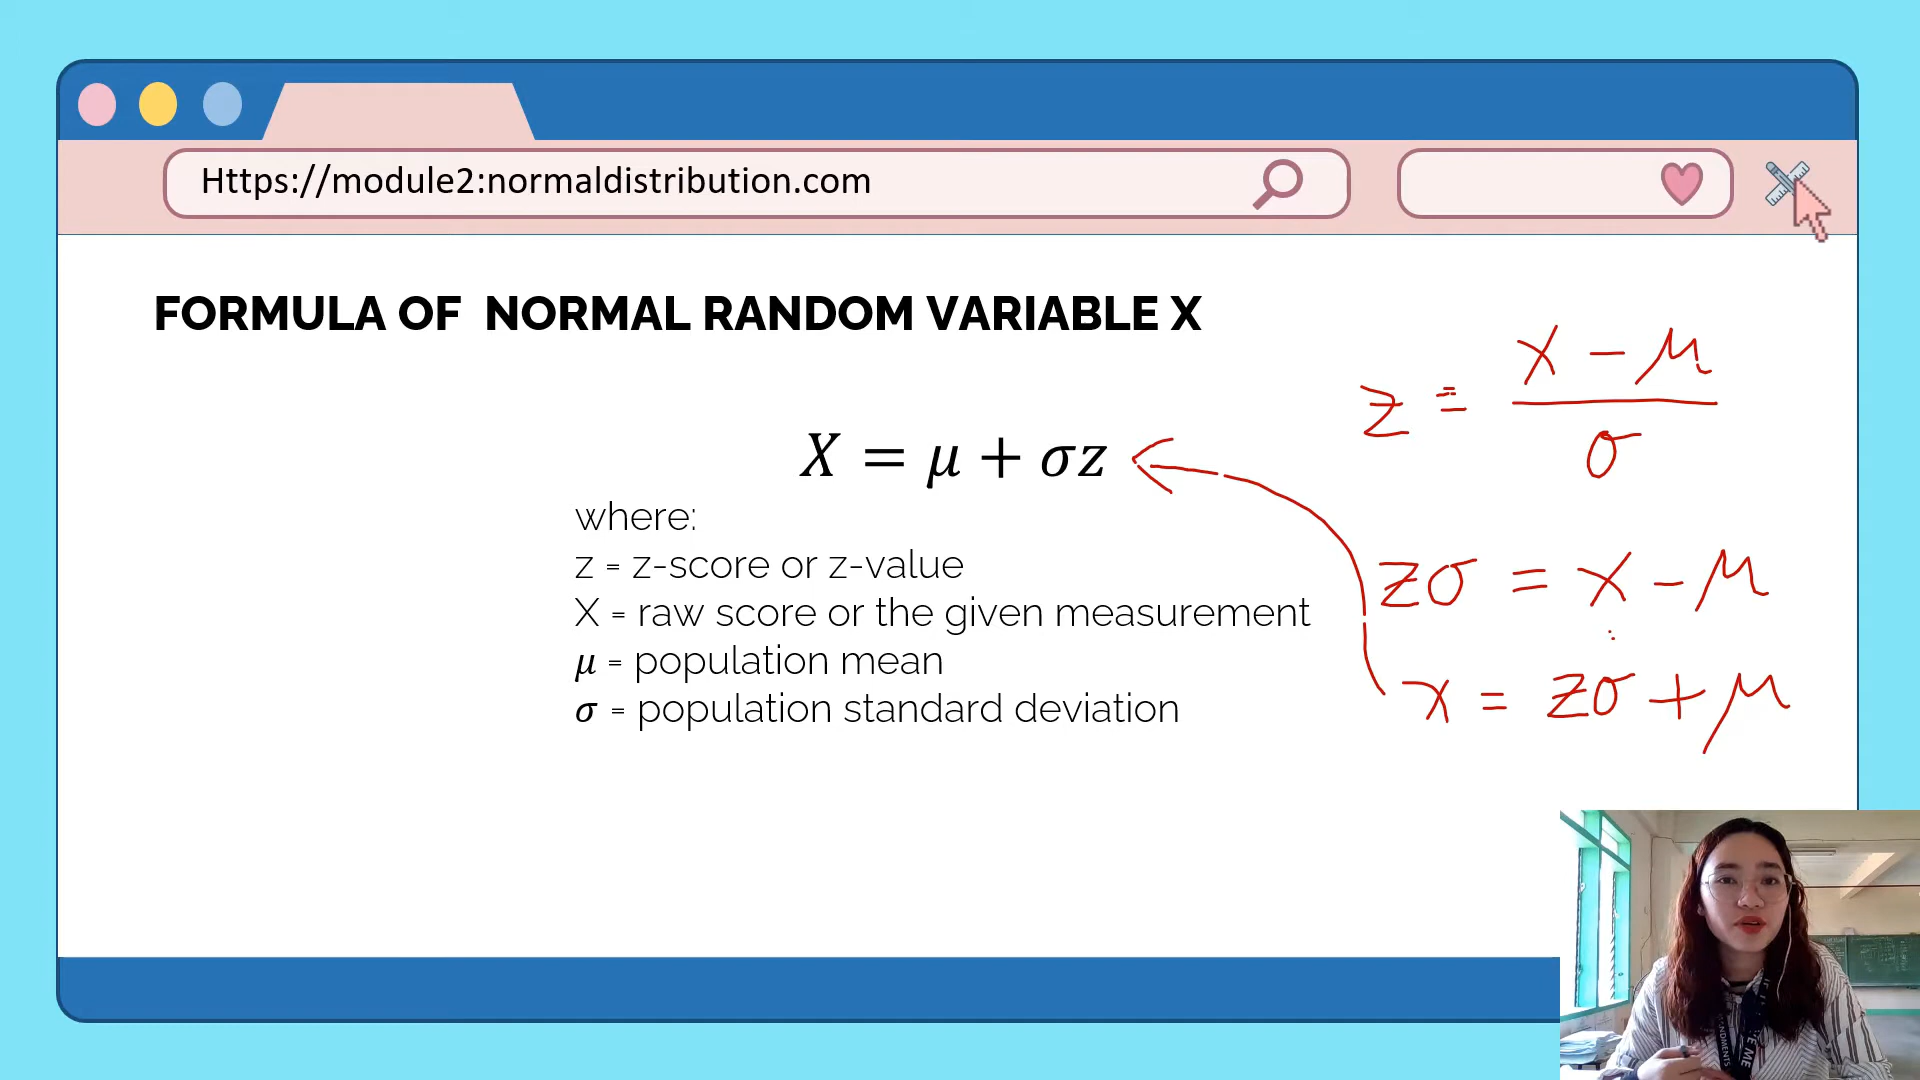 Https://module2:normaldistribution.com
FORMULA OF NORMAL RANDOM VARIABLE X
X = μ + σz
where:
z = z-score or z-value
X = raw score or the given measurement
μ = population mean
σ = population standard deviation
z = (x - μ) / σ
zσ = x - μ
x = zσ + μ